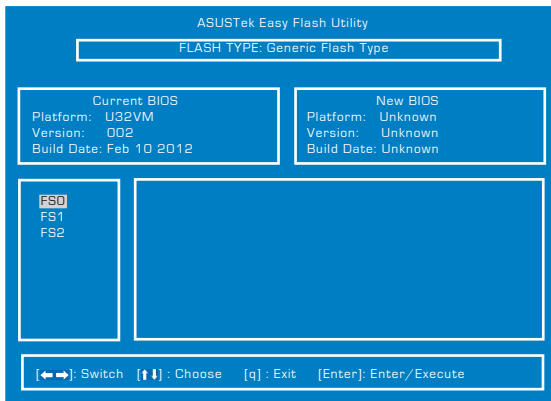 ASUSTek Easy Flash Utility
FLASH TYPE: Generic Flash Type
Current BIOS
Platform: U32VM
Version: 002
Build Date: Feb 10 2012
New BIOS
Platform: Unknown
Version: Unknown
Build Date: Unknown
FS0
FS1
FS2
[←→]: Switch [↑↓] : Choose [q] : Exit [Enter]: Enter/Execute